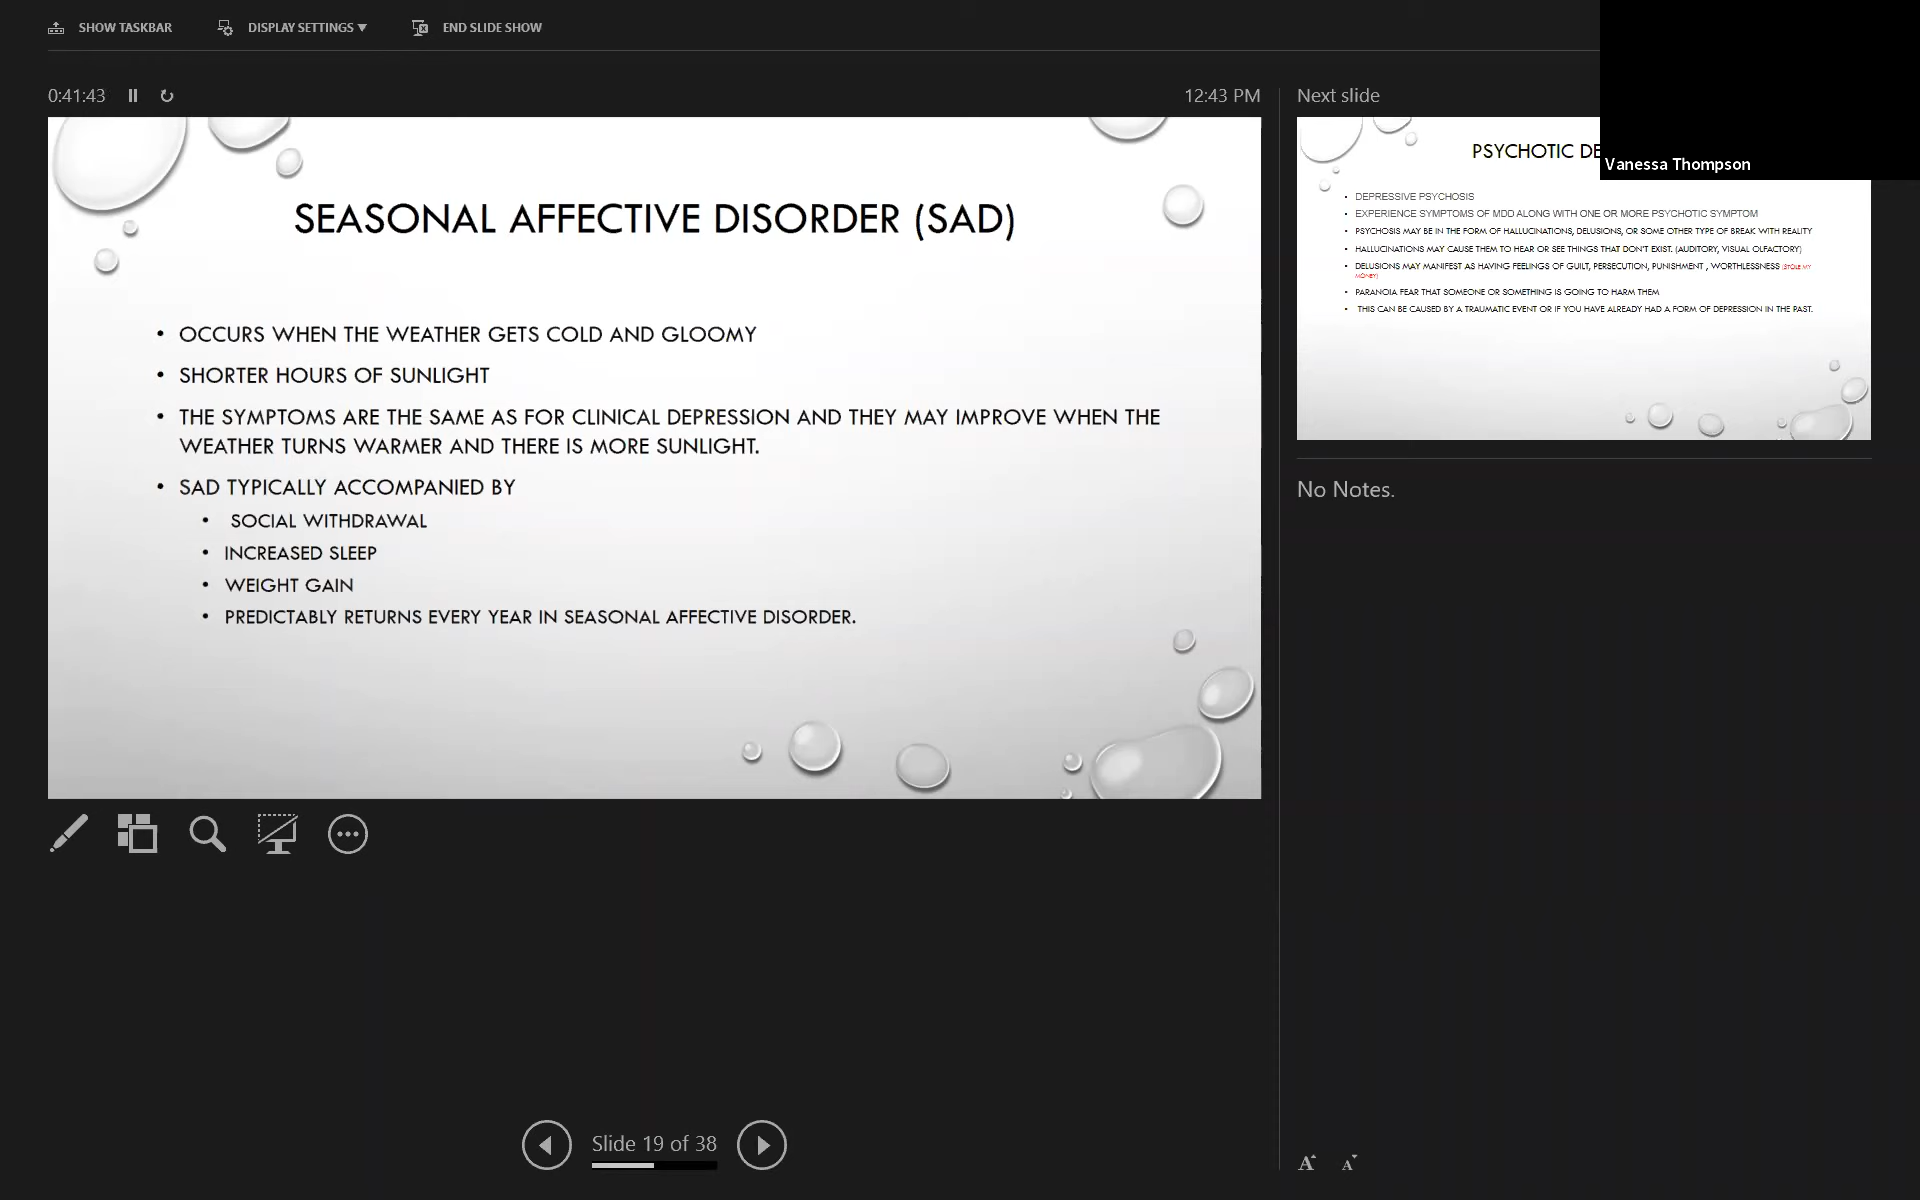 SHOW TASKBAR
DISPLAY SETTINGS
END SLIDE SHOW
0:41:43
12:43 PM
SEASONAL AFFECTIVE DISORDER (SAD)
• OCCURS WHEN THE WEATHER GETS COLD AND GLOOMY
• SHORTER HOURS OF SUNLIGHT
• THE SYMPTOMS ARE THE SAME AS FOR CLINICAL DEPRESSION AND THEY MAY IMPROVE WHEN THE
WEATHER TURNS WARMER AND THERE IS MORE SUNLIGHT.
• SAD TYPICALLY ACCOMPANIED BY
• SOCIAL WITHDRAWAL
• INCREASED SLEEP
• WEIGHT GAIN
• PREDICTABLY RETURNS EVERY YEAR IN SEASONAL AFFECTIVE DISORDER.
Slide 19 of 38
Next slide
Vanessa Thompson
PSYCHOTIC DE
• DEPRESSIVE PSYCHOSIS
• EXPERIENCE SYMPTOMS OF MDD ALONG WITH ONE OR MORE PSYCHOTIC SYMPTOM
• PSYCHOSIS MAY BE IN THE FORM OF HALLUCINATIONS, DELUSIONS, OR SOME OTHER TYPE OF BREAK WITH REALITY
• HALLUCINATIONS MAY CAUSE THEM TO HEAR OR SEE THINGS THAT DON'T EXIST. (AUDITORY, VISUAL OLFACTORY)
• DELUSIONS MAY MANIFEST AS HAVING FEELINGS OF GUILT, PERSECUTION, PUNISHMENT , WORTHLESSNESS (STOLE MY
MONEY)
• PARANOIA FEAR THAT SOMEONE OR SOMETHING IS GOING TO HARM THEM
• THIS CAN BE CAUSED BY A TRAUMATIC EVENT OR IF YOU HAVE ALREADY HAD A FORM OF DEPRESSION IN THE PAST.
No Notes.
A A